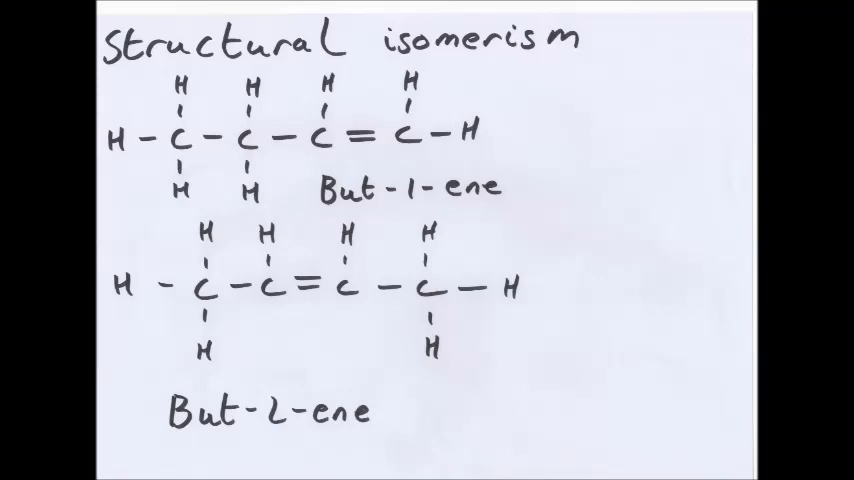 Structural isomerism
H H H H
H - C - C - C = C - H
H H But-1-ene
H H H H
H - C - C = C - C - H
H H
But-2-ene